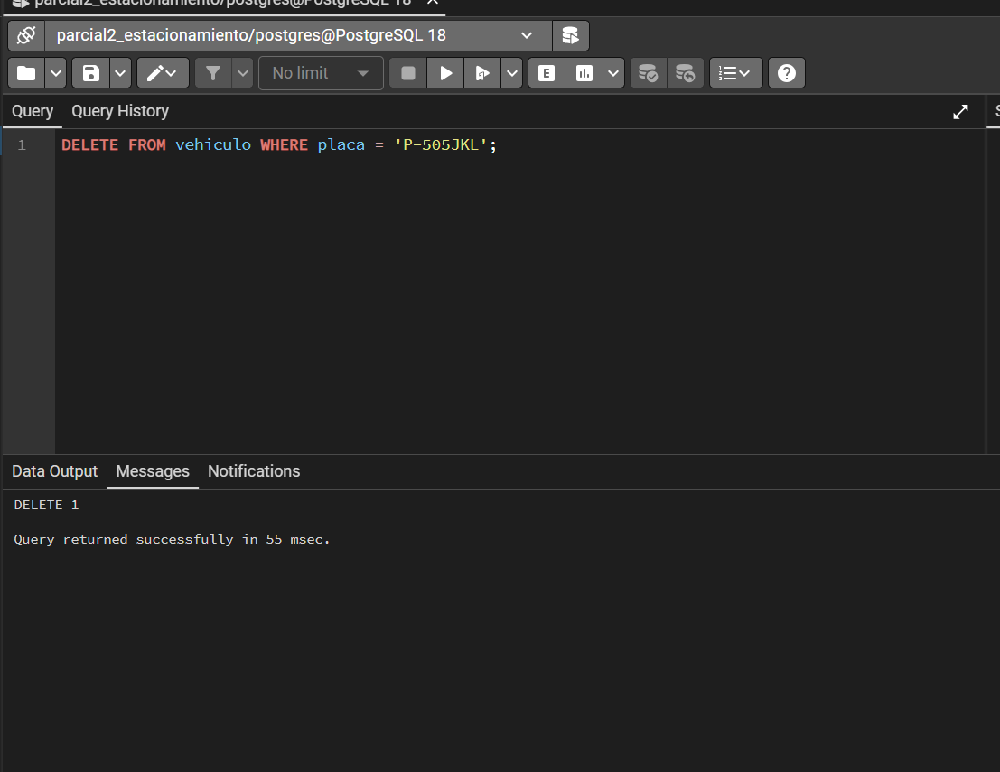 parcial2_estacionamiento/postgres@PostgreSQL 18
parcial2_estacionamiento/postgres@PostgreSQL 18
No limit
E
Query
Query History
S
1
DELETE FROM vehiculo WHERE placa = 'P-505JKL';
Data Output
Messages
Notifications
DELETE 1
Query returned successfully in 55 msec.